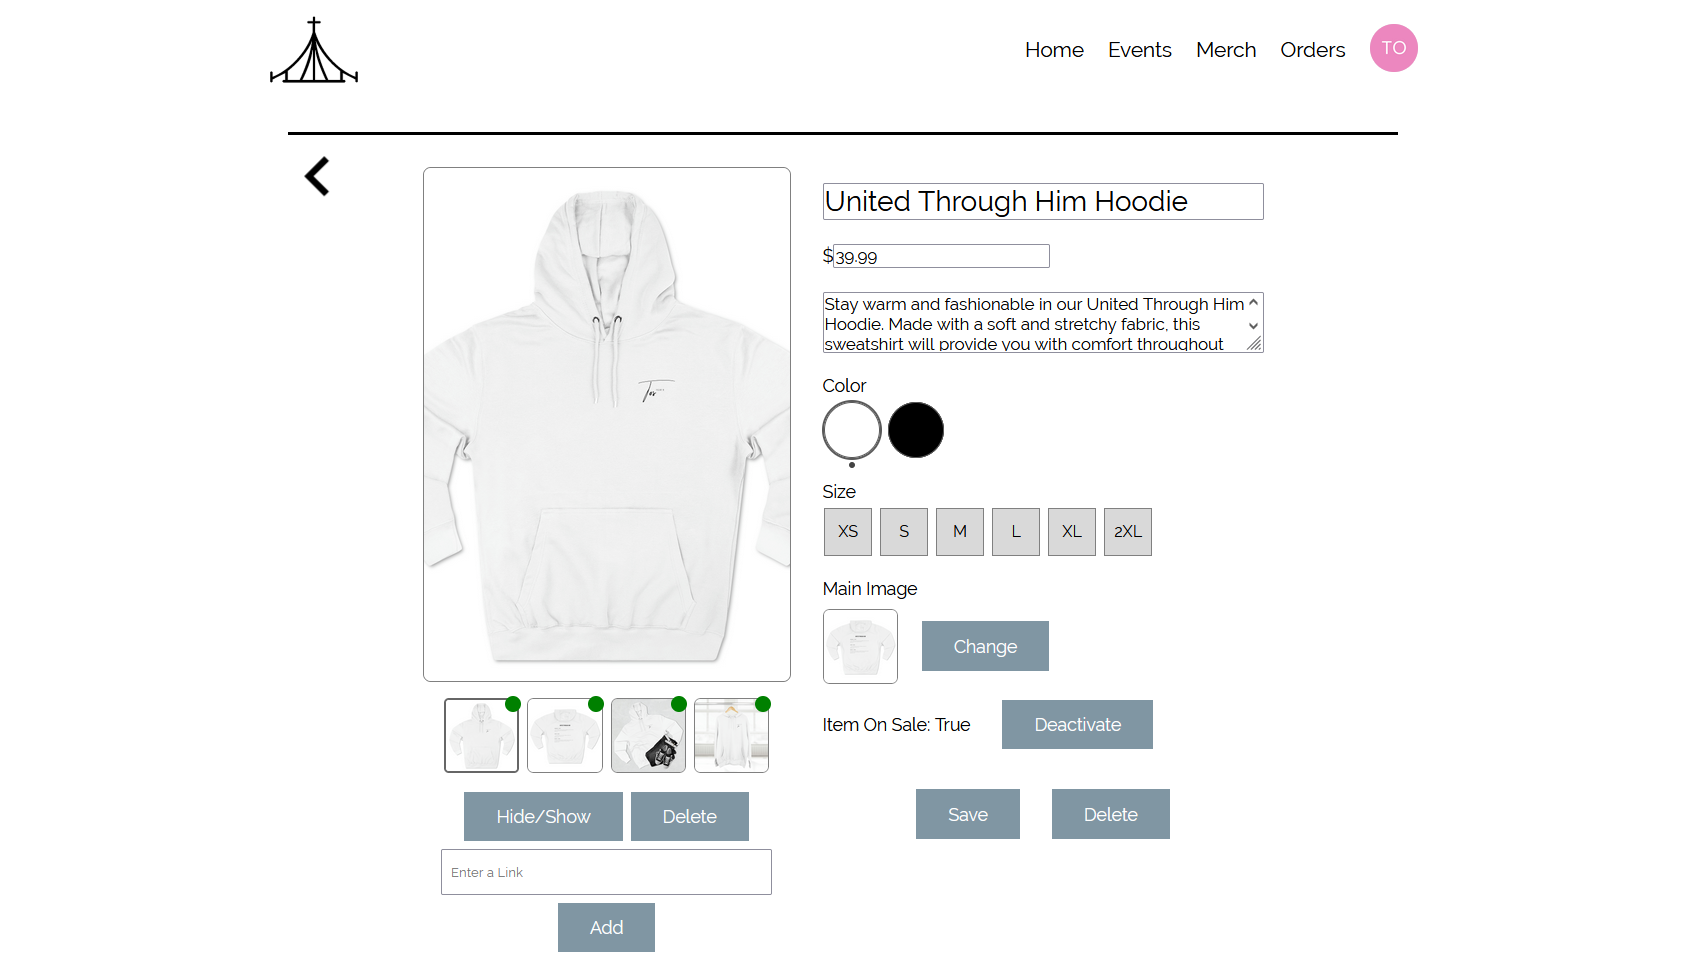 Home Events Merch Orders TO
United Through Him Hoodie
$39.99
Stay warm and fashionable in our United Through Him
Hoodie. Made with a soft and stretchy fabric, this
sweatshirt will provide you with comfort throughout
Color
Size
XS S M L XL 2XL
Main Image
Change
Item On Sale: True Deactivate
Save Delete
Hide/Show Delete
Enter a Link
Add